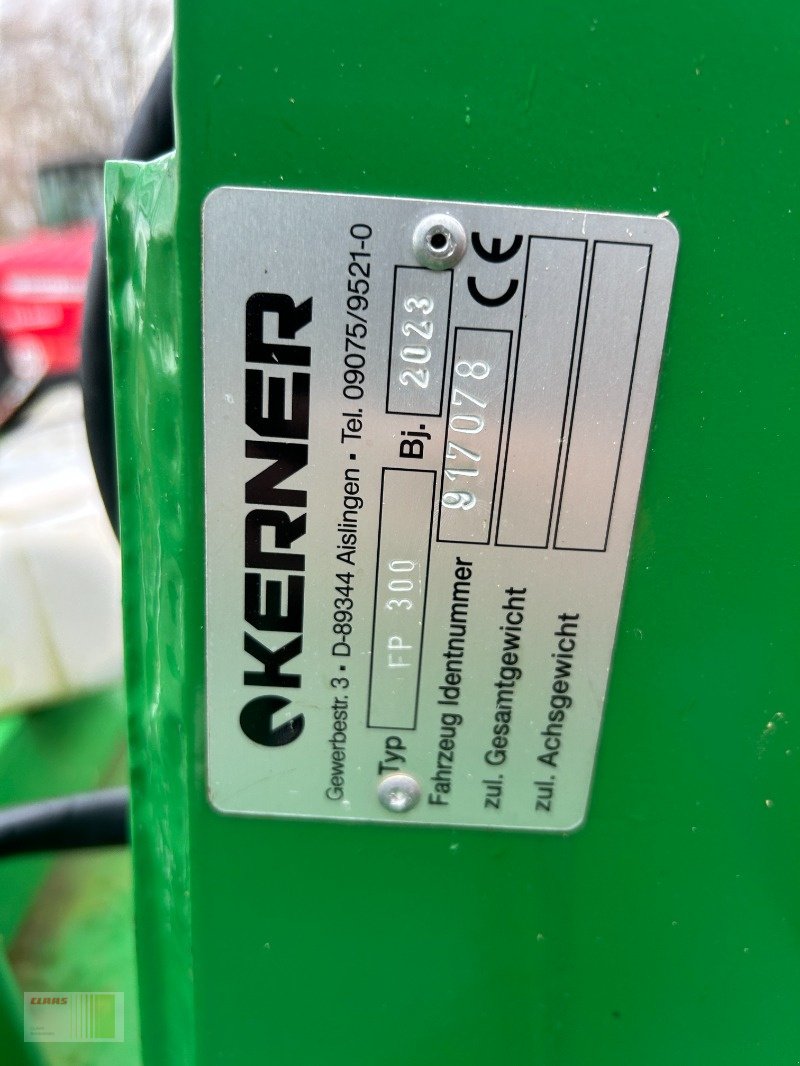 KERNER
Gewerbestr. 3 • D-89344 Aislingen • Tel. 09075/9521-0
Typ FP 300 Bj. 2023 CE
Fahrzeug Identnummer 917078
zul. Gesamtgewicht
zul. Achsgewicht
CLAAS